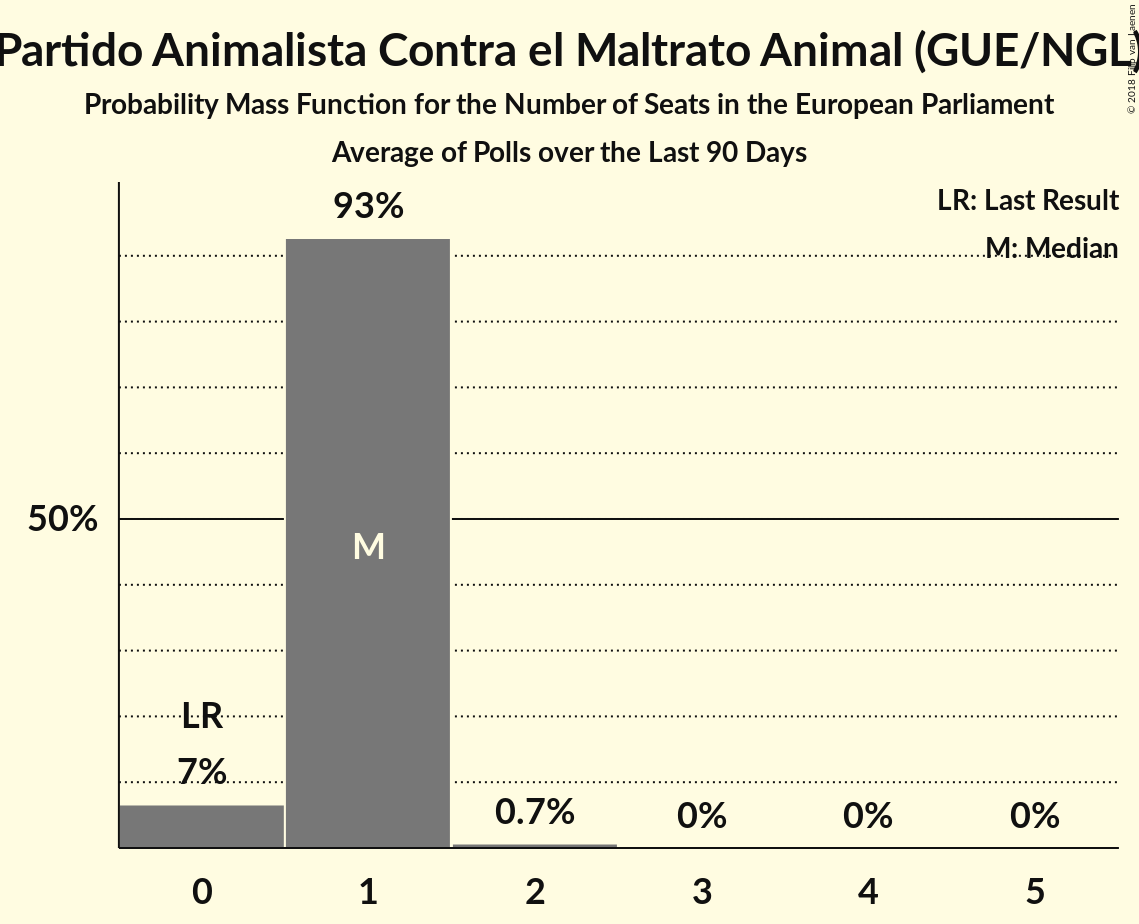 Partido Animalista Contra el Maltrato Animal (GUE/NGL)
Probability Mass Function for the Number of Seats in the European Parliament
Average of Polls over the Last 90 Days
© 2018 Filip van Laenen
LR: Last Result
M: Median
93%
50%
M
LR
7%
0.7%
0%
0%
0%
0
1
2
3
4
5